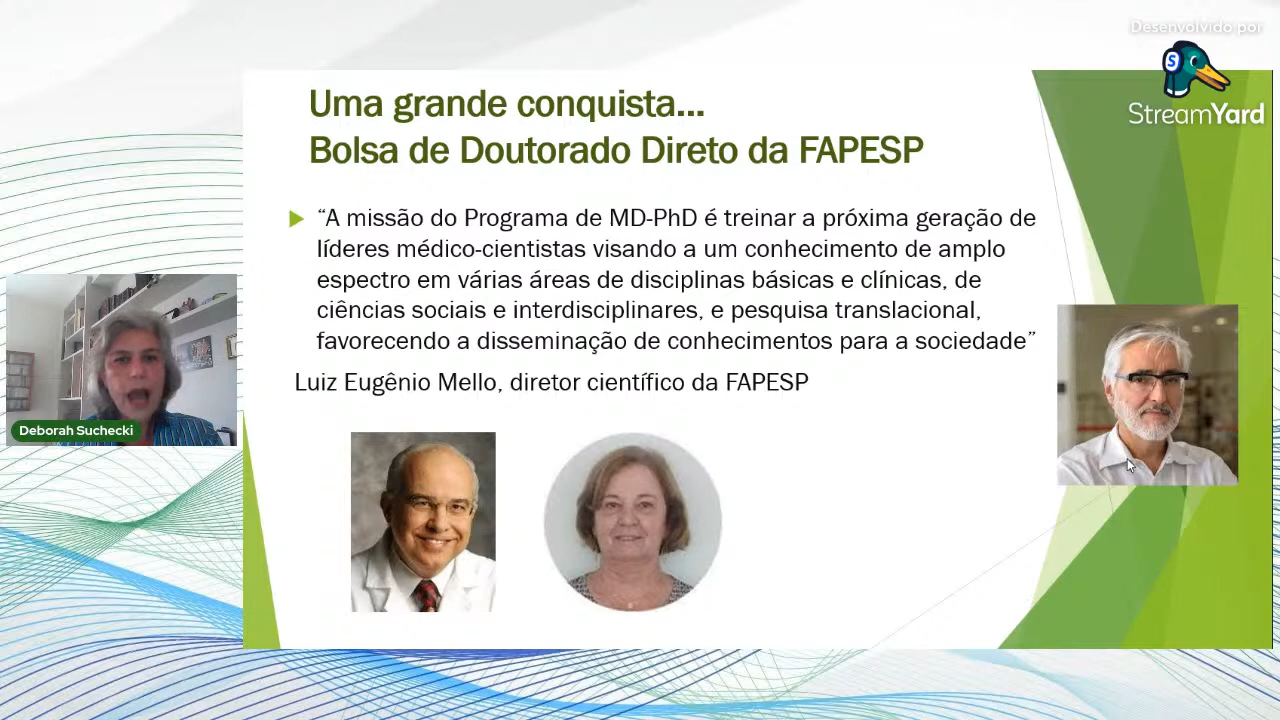 Desenvolvido por
S
StreamYard
Uma grande conquista...
Bolsa de Doutorado Direto da FAPESP
“A missão do Programa de MD-PhD é treinar a próxima geração de
líderes médico-cientistas visando a um conhecimento de amplo
espectro em várias áreas de disciplinas básicas e clínicas, de
ciências sociais e interdisciplinares, e pesquisa translacional,
favorecendo a disseminação de conhecimentos para a sociedade”
Luiz Eugênio Mello, diretor científico da FAPESP
Deborah Suchecki